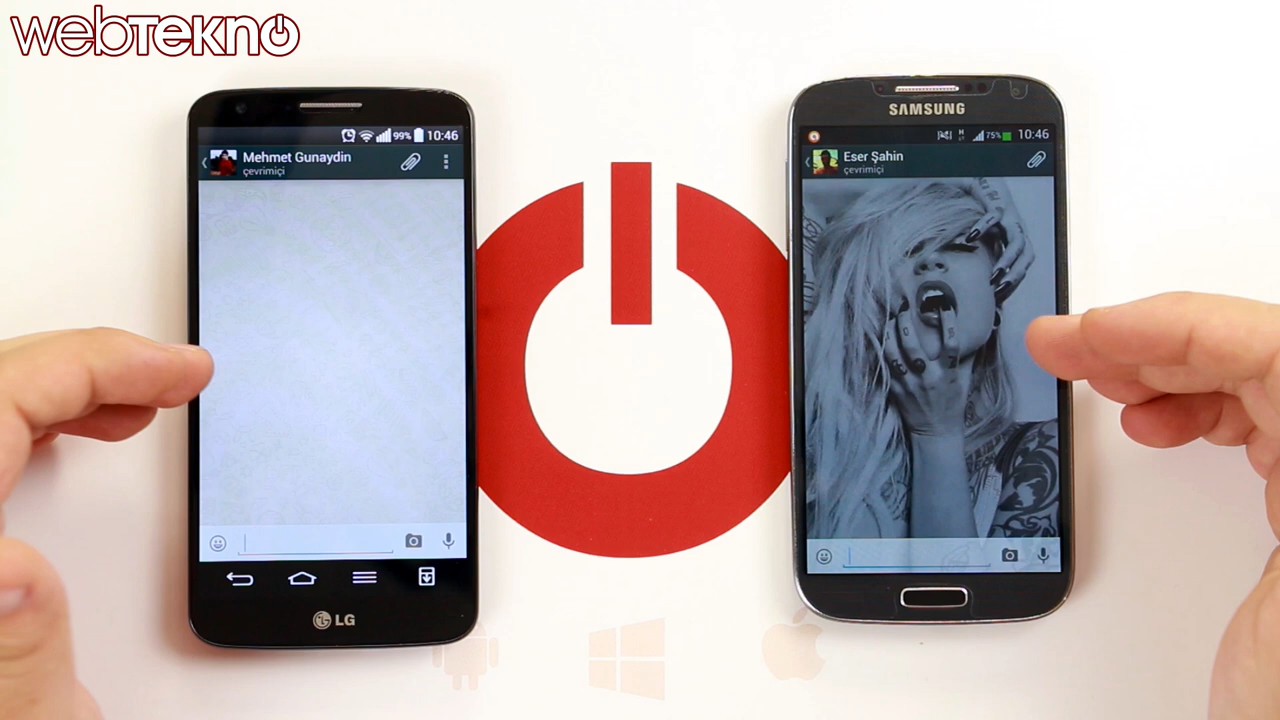 webtekno
99% 10:46
Mehmet Gunaydin
çevrimiçi
LG
SAMSUNG
H
75% 10:46
Eser Şahin
çevrimiçi